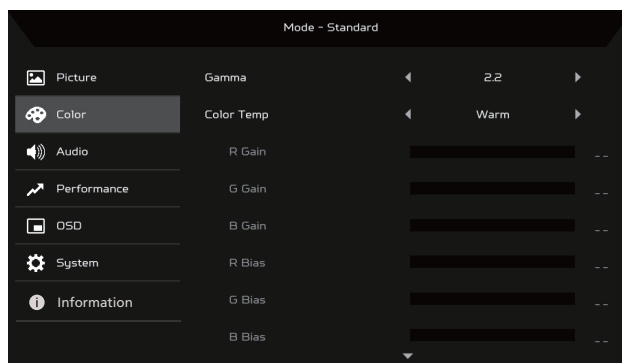 Mode - Standard
Picture
Gamma
2.2
Color
Color Temp
Warm
Audio
R Gain
--
Performance
G Gain
--
OSD
B Gain
--
System
R Bias
--
Information
G Bias
--
B Bias
--